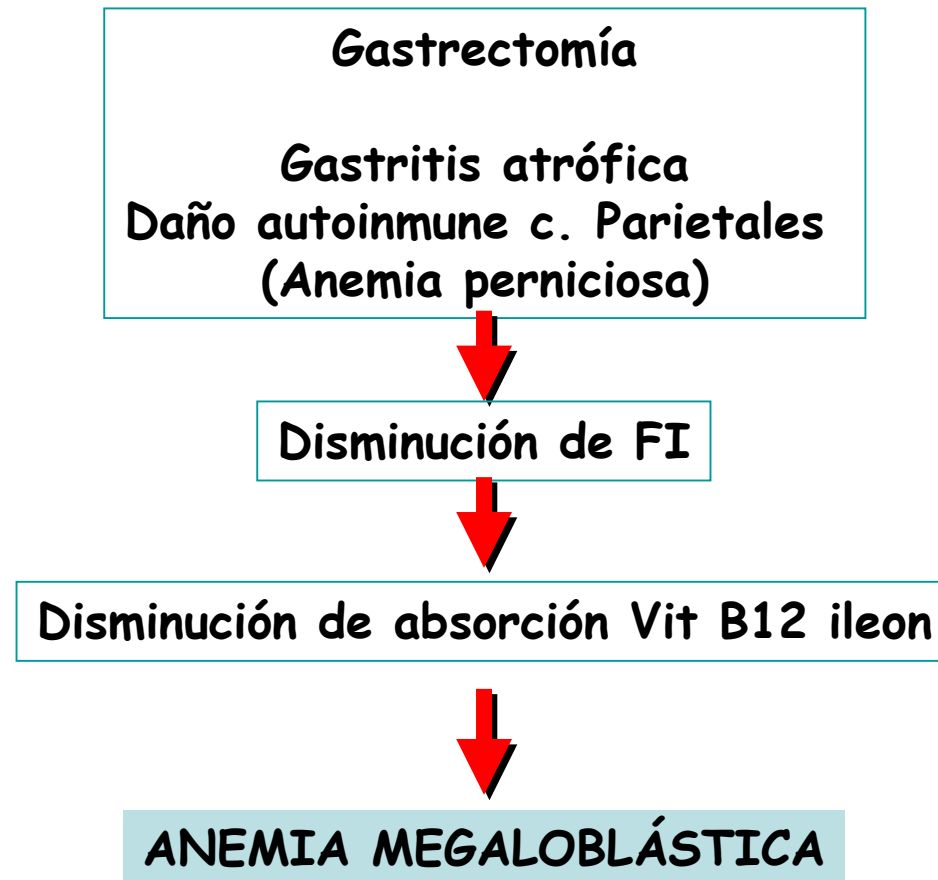 Gastrectomía
Gastritis atrófica
Daño autoinmune c. Parietales
(Anemia perniciosa)
Disminución de FI
Disminución de absorción Vit B12 ileon
ANEMIA MEGALOBLÁSTICA